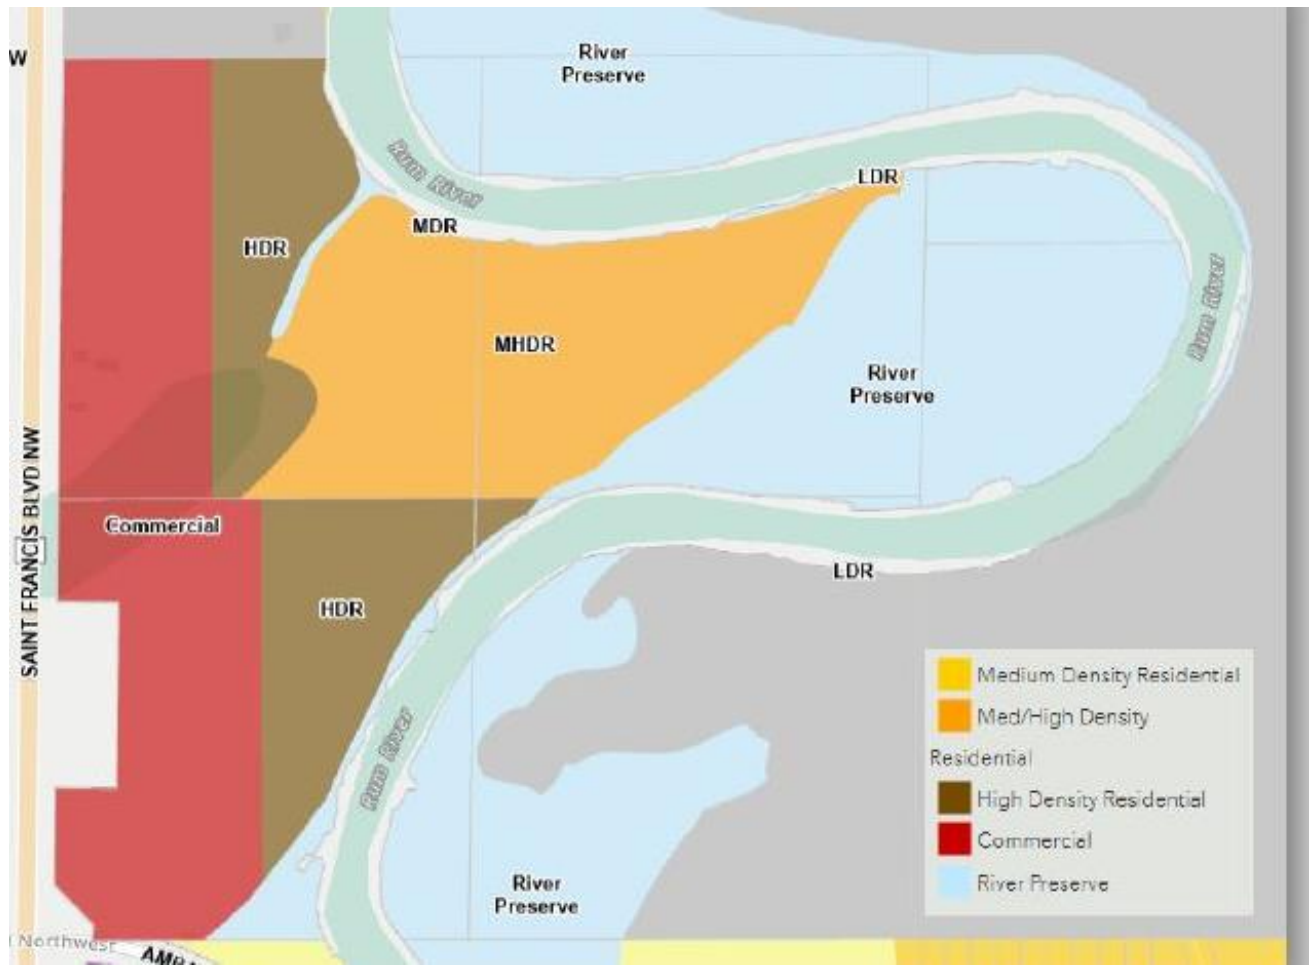 W
River
Preserve
Rum River
LDR
MDR
HDR
MHDR
Rum River
River
Preserve
SAINT FRANCIS BLVD NW
Commercial
LDR
HDR
Medium Density Residential
Med/High Density
Residential
High Density Residential
Commercial
River Preserve
Rum River
River
Preserve
Northwest